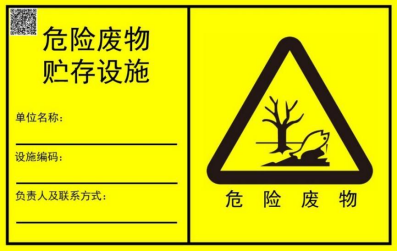 危险废物
贮存设施
单位名称：
设施编码：
负责人及联系方式：
危险废物